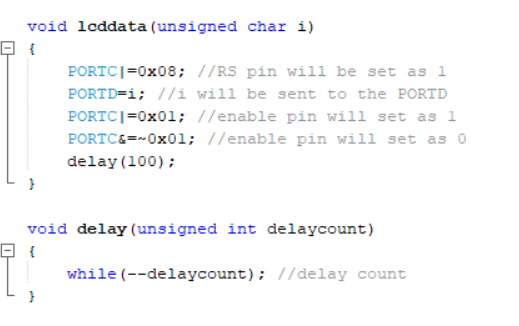 void lcddata(unsigned char i)
{
PORTC|=0x08; //RS pin will be set as 1
PORTD=i; //i will be sent to the PORTD
PORTC|=0x01; //enable pin will set as 1
PORTC&=~0x01; //enable pin will set as 0
delay(100);
}
void delay(unsigned int delaycount)
{
while(--delaycount); //delay count
}